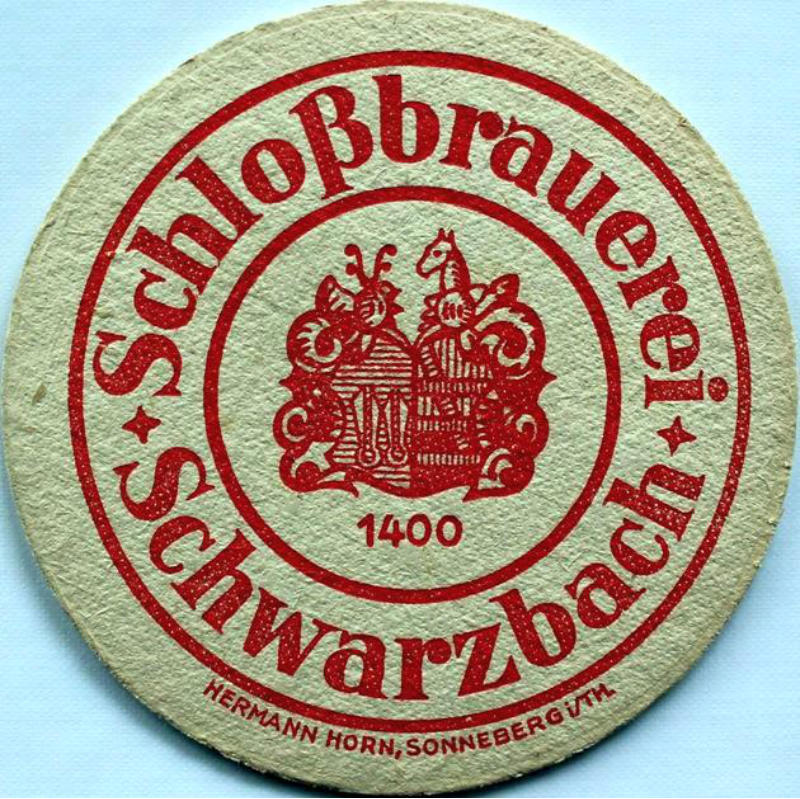 Schloßbrauerei
Schwarzbach
1400
HERMANN HORN, SONNEBERG i/TH.